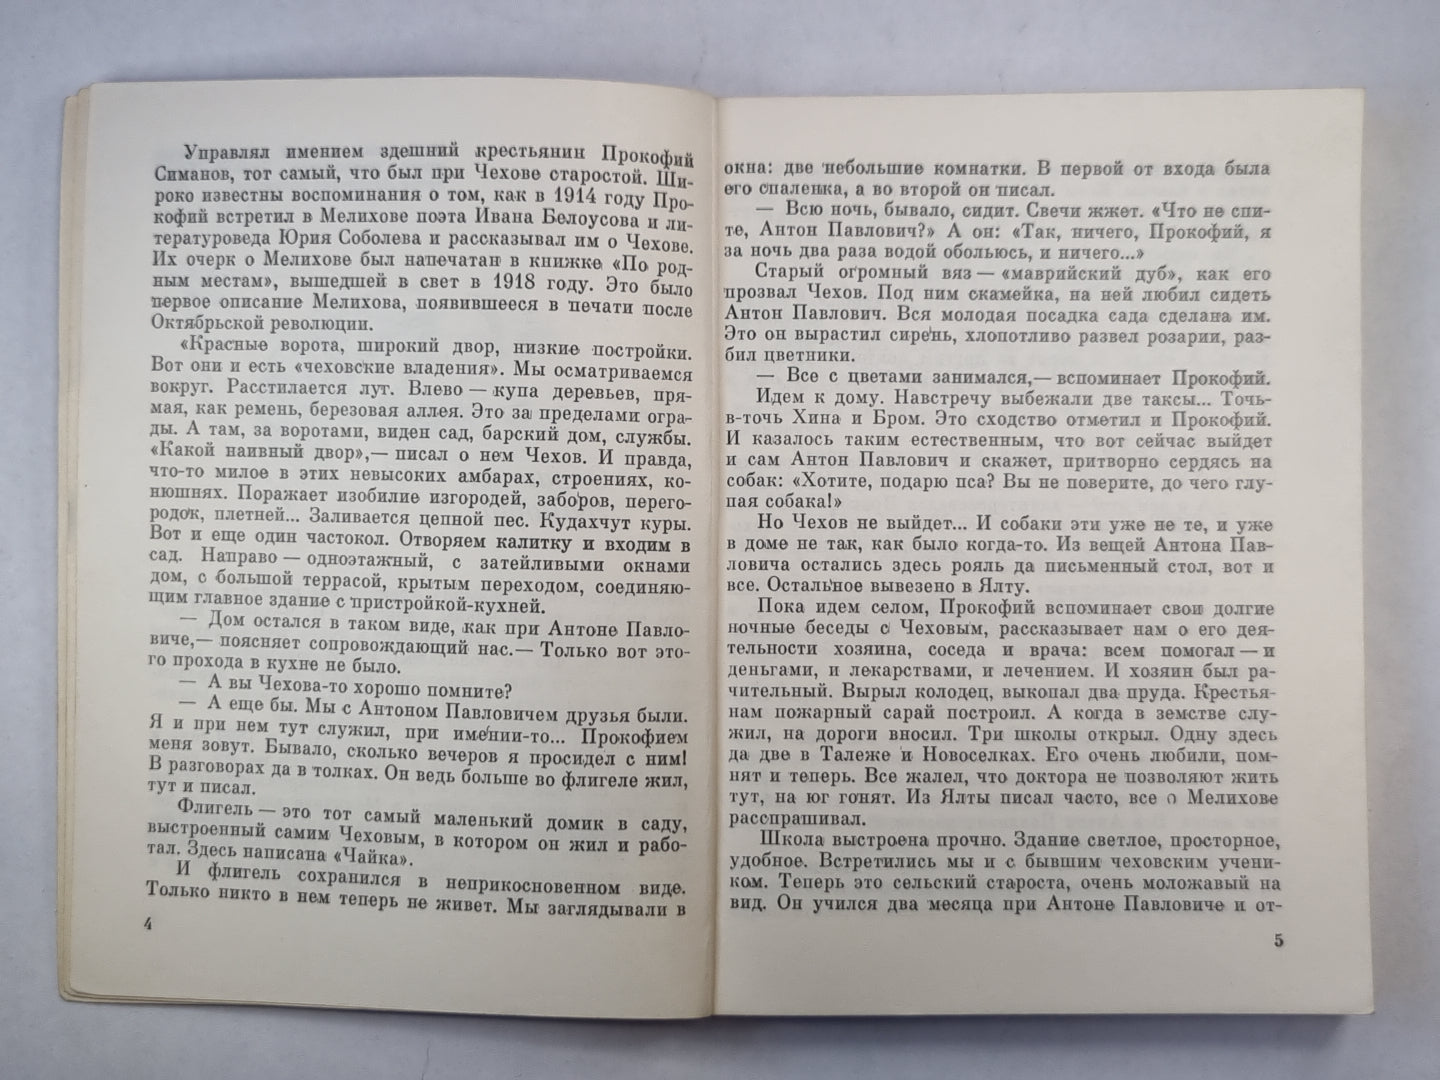 Управлял имением здешний крестьянин Прокофий
Симанов, тот самый, что был при Чехове старостой. Ши-
роко известны воспоминания о том, как в 1914 году Про-
кофий встретил в Мелихове поэта Ивана Белоусова и ли-
тературоведа Юрия Соболева и рассказывал им о Чехове.
Их очерк о Мелихове был напечатан в книжке «По род-
ным местам», вышедшей в свет в 1918 году. Это было
первое описание Мелихова, появившееся в печати после
Октябрьской революции.
«Красные ворота, широкий двор, низкие постройки.
Вот они и есть «чеховские владения». Мы осматриваемся
вокруг. Расстилается луг. Влево — купа деревьев, пря-
мая, как ремень, березовая аллея. Это за пределами огра-
ды. А там, за воротами, виден сад, барский дом, службы.
«Какой наивный двор»,— писал о нем Чехов. И правда,
что-то милое в этих невысоких амбарах, строениях, ко-
нюшнях. Поражает изобилие изгородей, заборов, перего-
родок, плетней... Заливается цепной пес. Кудахчут куры.
Вот и еще один частокол. Отворяем калитку и входим в
сад. Направо — одноэтажный, с затейливыми окнами
дом, с большой террасой, крытым переходом, соединяю-
щим главное здание с пристройкой-кухней.
— Дом остался в таком виде, как при Антоне Павло-
виче,— поясняет сопровождающий нас.— Только вот это-
го прохода в кухне не было.
— А вы Чехова-то хорошо помните?
— А еще бы. Мы с Антоном Павловичем друзья были.
Я и при нем тут служил, при имении-то... Прокофием
меня зовут. Бывало, сколько вечеров я просидел с ним!
В разговорах да в толках. Он ведь больше во флигеле жил,
тут и писал.
Флигель — это тот самый маленький домик в саду,
выстроенный самим Чеховым, в котором он жил и рабо-
тал. Здесь написана «Чайка».
И флигель сохранился в неприкосновенном виде.
Только никто в нем теперь не живет. Мы заглядывали в
4
окна: две небольшие комнатки. В первой от входа была
его спаленка, а во второй он писал.
— Всю ночь, бывало, сидит. Свечи жжет. «Что не спи-
те, Антон Павлович?» А он: «Так, ничего, Прокофий, я
за ночь два раза водой обольюсь, и ничего...»
Старый огромный вяз — «маврийский дуб», как его
прозвал Чехов. Под ним скамейка, на ней любил сидеть
Антон Павлович. Вся молодая посадка сада сделана им.
Это он вырастил сирень, хлопотливо развел розарии, раз-
бил цветники.
— Все с цветами занимался,— вспоминает Прокофий.
Идем к дому. Навстречу выбежали две таксы... Точь-
в-точь Хина и Бром. Это сходство отметил и Прокофий.
И казалось таким естественным, что вот сейчас выйдет
и сам Антон Павлович и скажет, притворно сердясь на
собак: «Хотите, подарю пса? Вы не поверите, до чего глу-
пая собака!»
Но Чехов не выйдет... И собаки эти уже не те, и уже
в доме не так, как было когда-то. Из вещей Антона Пав-
ловича остались здесь рояль да письменный стол, вот и
все. Остальное вывезено в Ялту.
Пока идем селом, Прокофий вспоминает свои долгие
ночные беседы с Чеховым, рассказывает нам о его дея-
тельности хозяина, соседа и врача: всем помогал — и
деньгами, и лекарствами, и лечением. И хозяин был ра-
чительный. Вырыл колодец, выкопал два пруда. Крестья-
нам пожарный сарай построил. А когда в земстве слу-
жил, на дороги вносил. Три школы открыл. Одну здесь
да две в Талеже и Новоселках. Его очень любили, пом-
нят и теперь. Все жалел, что доктора не позволяют жить
тут, на юг гонят. Из Ялты писал часто, все о Мелихове
расспрашивал.
Школа выстроена прочно. Здание светлое, просторное,
удобное. Встретились мы и с бывшим чеховским учени-
ком. Теперь это сельский староста, очень моложавый на
вид. Он учился два месяца при Антоне Павловиче и от-
5